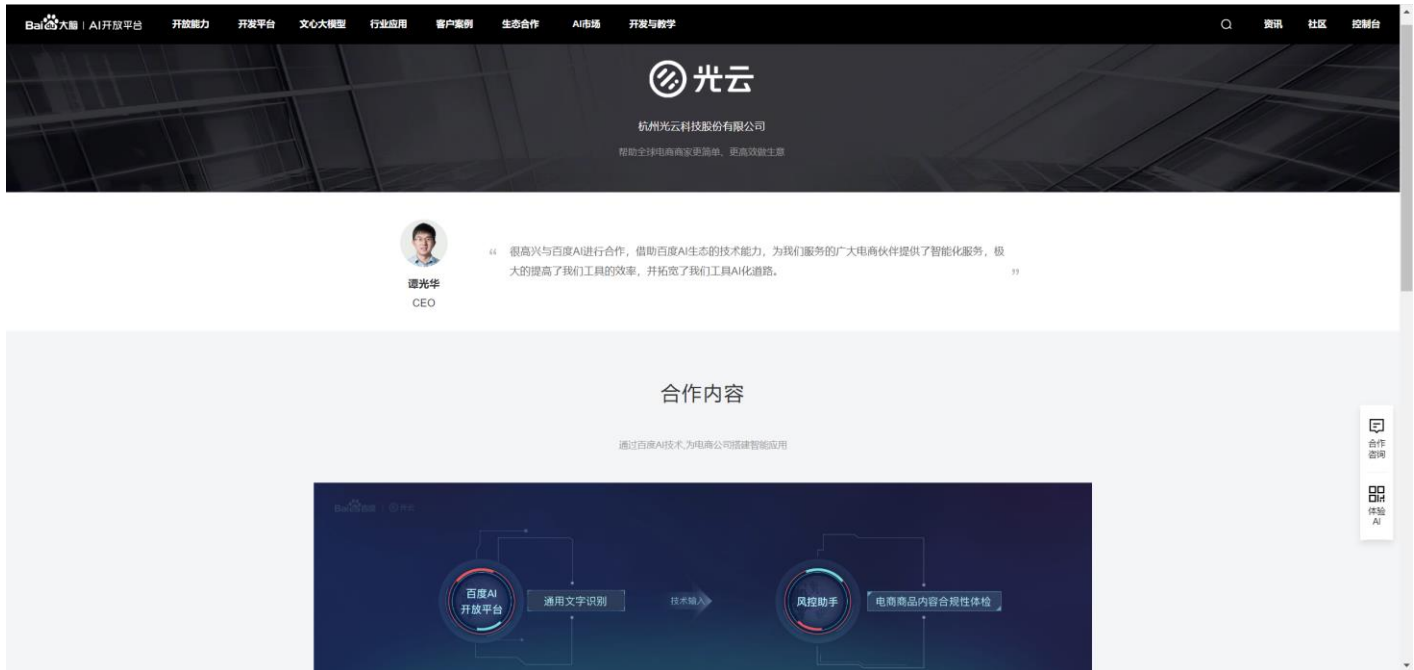 Bai大脑 | AI开放平台 开放能力 开发平台 文心大模型 行业应用 客户案例 生态合作 AI市场 开发与教学 资讯 社区 控制台
光云
杭州光云科技股份有限公司
帮助全球电商商家更简单、更高效做生意
“ 很高兴与百度AI进行合作，借助百度AI生态的技术能力，为我们服务的广大电商伙伴提供了智能化服务，极
大的提高了我们工具的效率，并拓宽了我们工具AI化道路。 ”
谭光华
CEO
合作内容
通过百度AI技术,为电商公司搭建智能应用
合作
咨询
体验
AI
Bai大脑 | 光云
百度AI
开放平台
通用文字识别
技术输入
风控助手
电商商品内容合规性体检